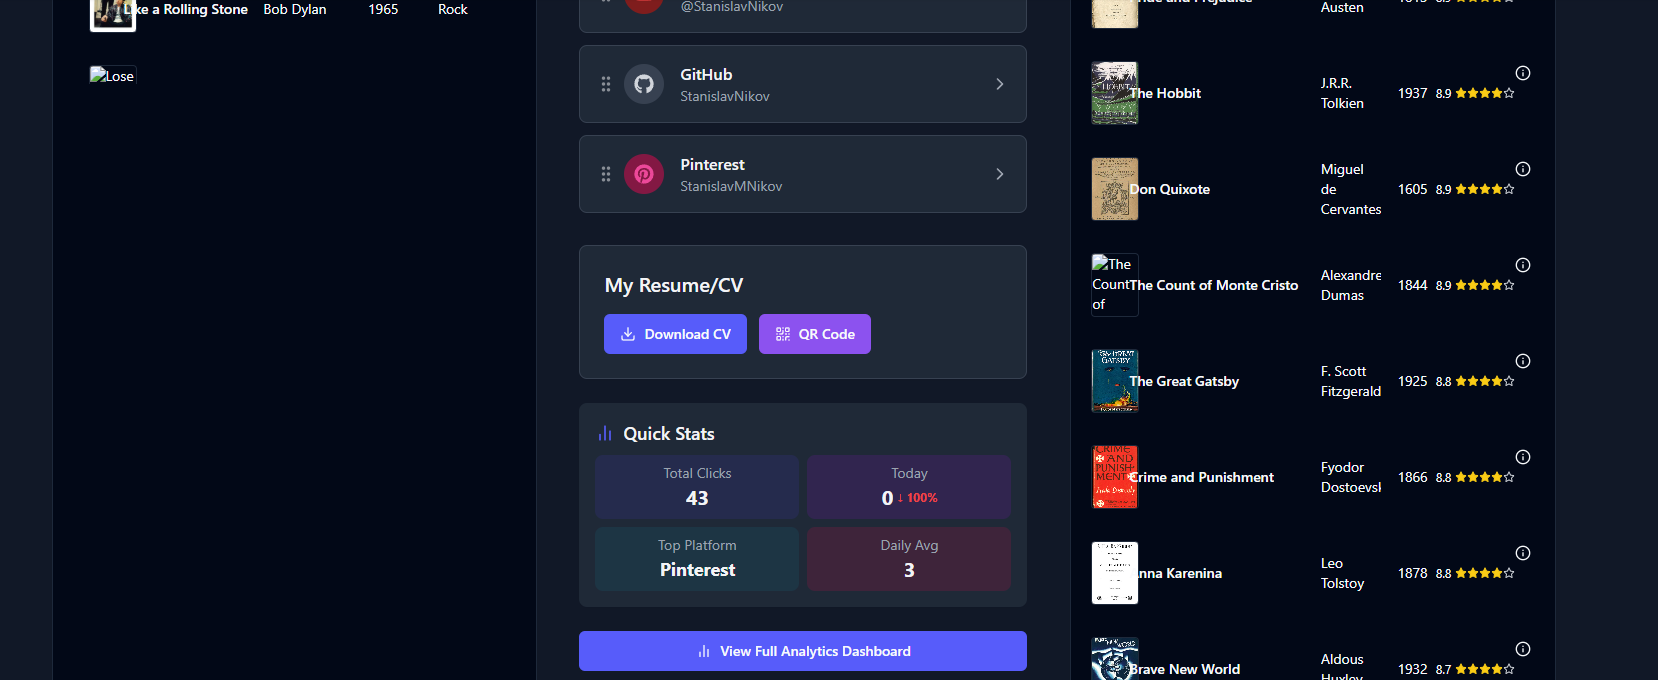 Like a Rolling Stone Bob Dylan 1965 Rock
Lose
@StanislavNikov
GitHub
StanislavNikov
Pinterest
StanislavMNikov
My Resume/CV
Download CV
QR Code
Quick Stats
Total Clicks
43
Today
0 ↓ 100%
Top Platform
Pinterest
Daily Avg
3
View Full Analytics Dashboard
Austen
The Hobbit
J.R.R.
Tolkien
1937 8.9
Don Quixote
Miguel
de
Cervantes
1605 8.9
The
Count
of
The Count of Monte Cristo
Alexandre
Dumas
1844 8.9
The Great Gatsby
F. Scott
Fitzgerald
1925 8.8
CRIME
AND
PUNISH-
MENT
Crime and Punishment
Fyodor
Dostoevsk
1866 8.8
Anna Karenina
Leo
Tolstoy
1878 8.8
Brave New World
Aldous
Huxley
1932 8.7